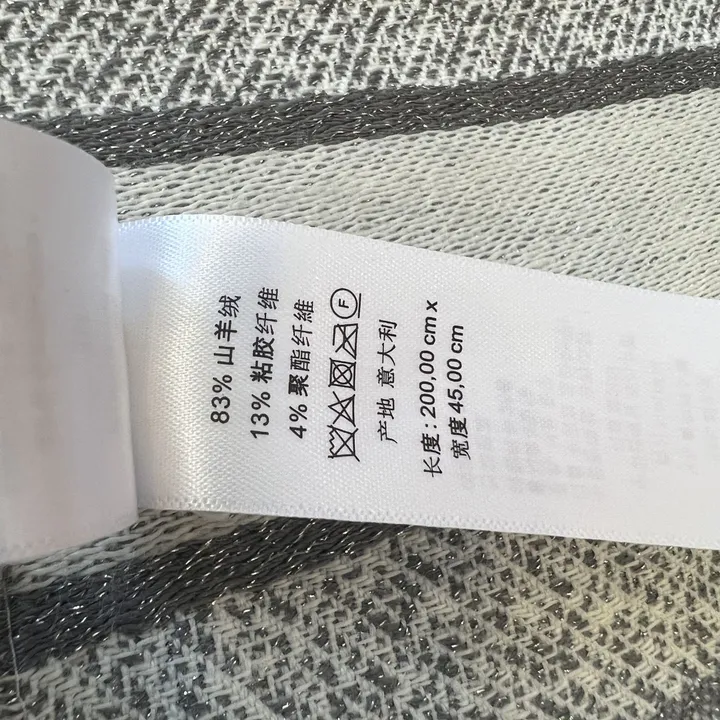 83% 山羊绒
13% 粘胶纤维
4% 聚酯纤維
F
产地 意大利
长度: 200,00 cm x
宽度 45,00 cm